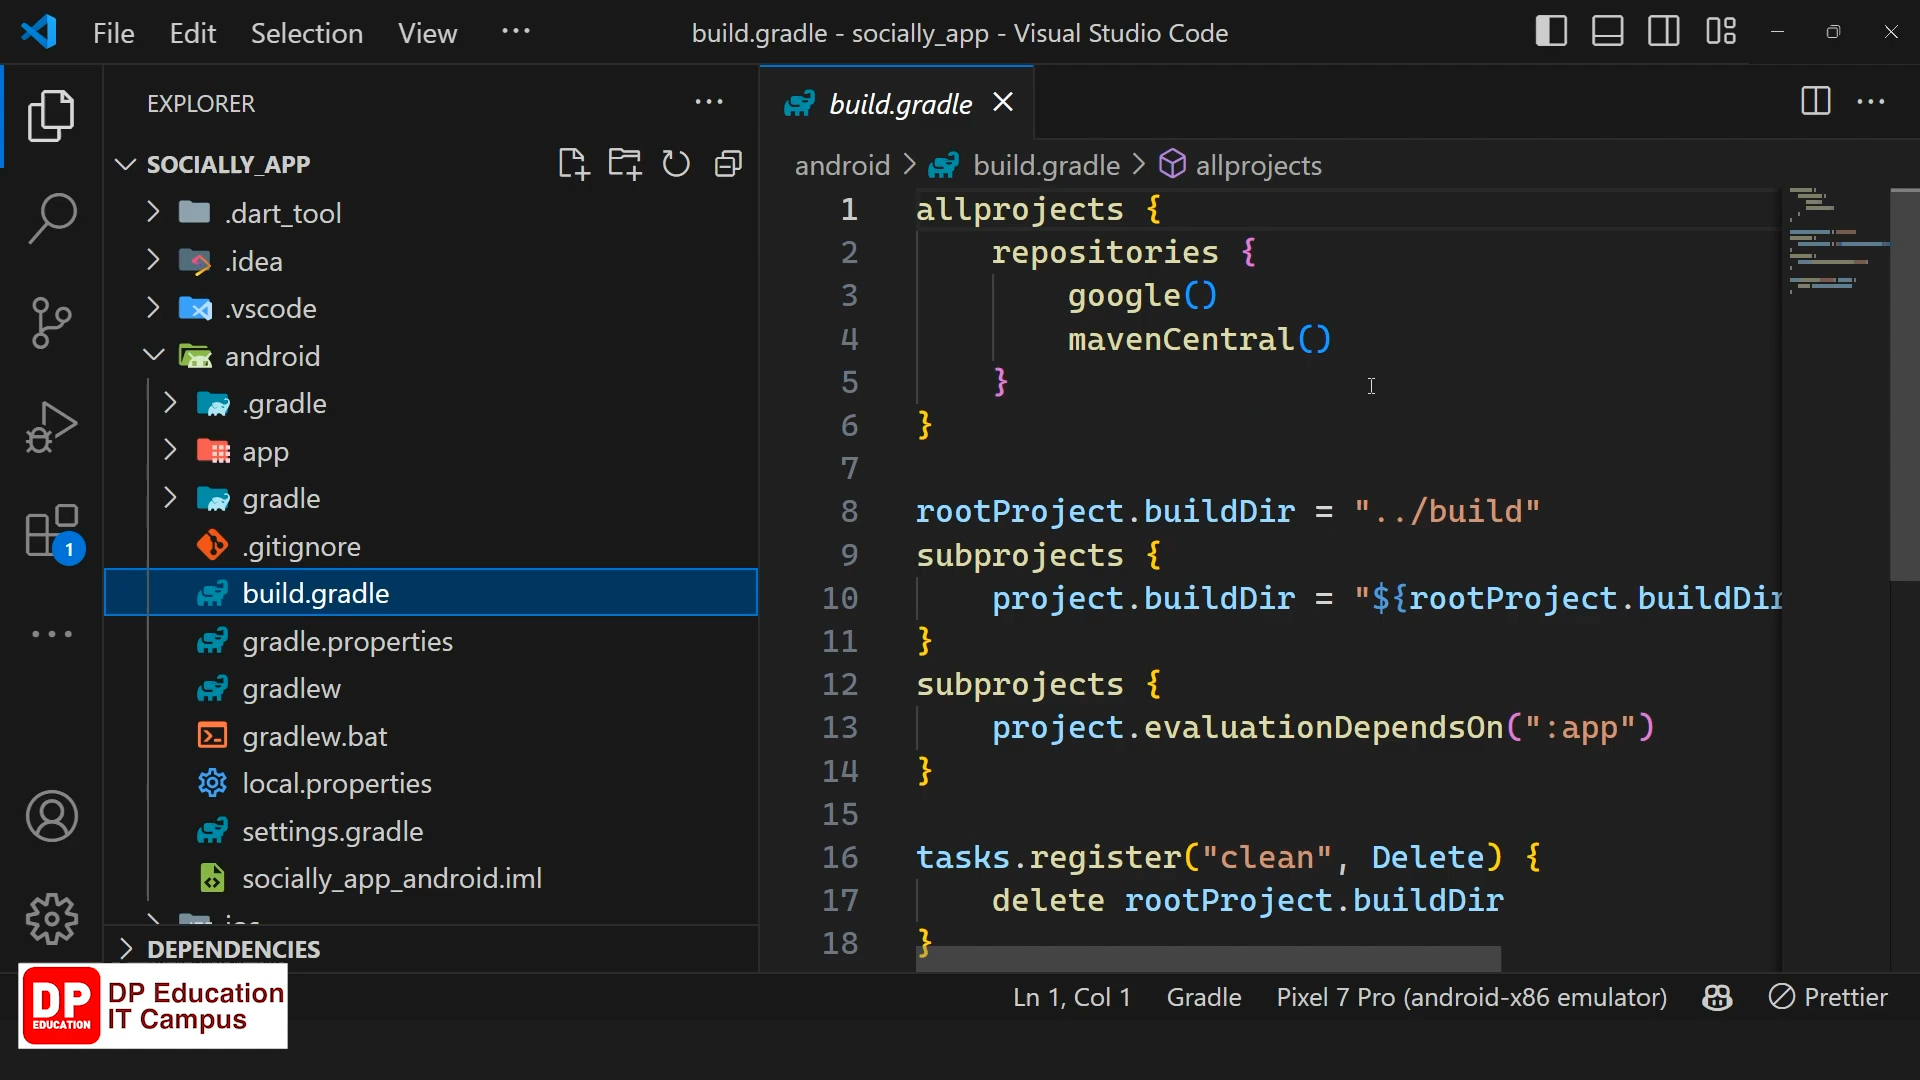 File Edit Selection View ···
build.gradle - socially_app - Visual Studio Code
EXPLORER
SOCIALLY_APP
.dart_tool
.idea
.vscode
android
.gradle
app
gradle
.gitignore
build.gradle
gradle.properties
gradlew
gradlew.bat
local.properties
settings.gradle
socially_app_android.iml
DEPENDENCIES
1
build.gradle
android > build.gradle > allprojects
1 allprojects {
2 repositories {
3 google()
4 mavenCentral()
5 }
6 }
7
8 rootProject.buildDir = "../build"
9 subprojects {
10 project.buildDir = "${rootProject.buildDir
11 }
12 subprojects {
13 project.evaluationDependsOn(":app")
14 }
15
16 tasks.register("clean", Delete) {
17 delete rootProject.buildDir
18 }
Ln 1, Col 1 Gradle Pixel 7 Pro (android-x86 emulator) Prettier
DP
EDUCATION
DP Education
IT Campus